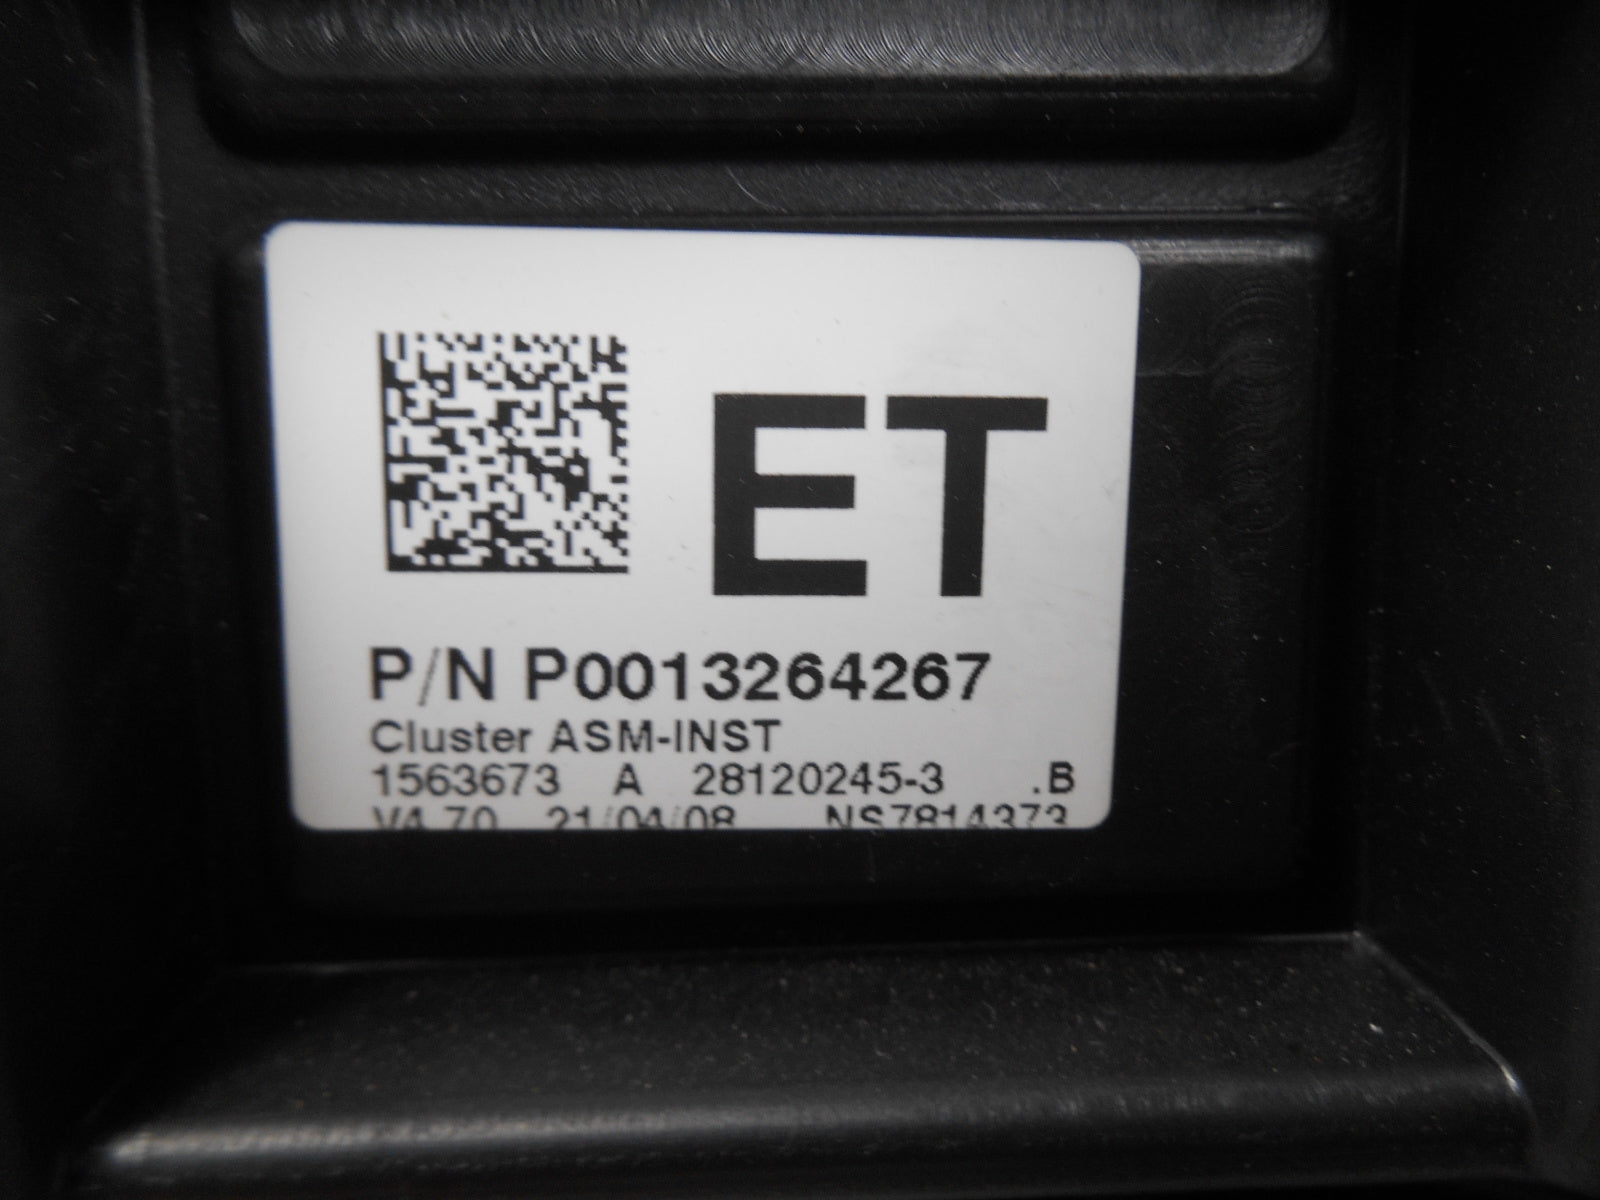 ET
P/N P0013264267
Cluster ASM-INST
1563673 A 28120245-3 .B
V4.70 21/04/08 NS7814373